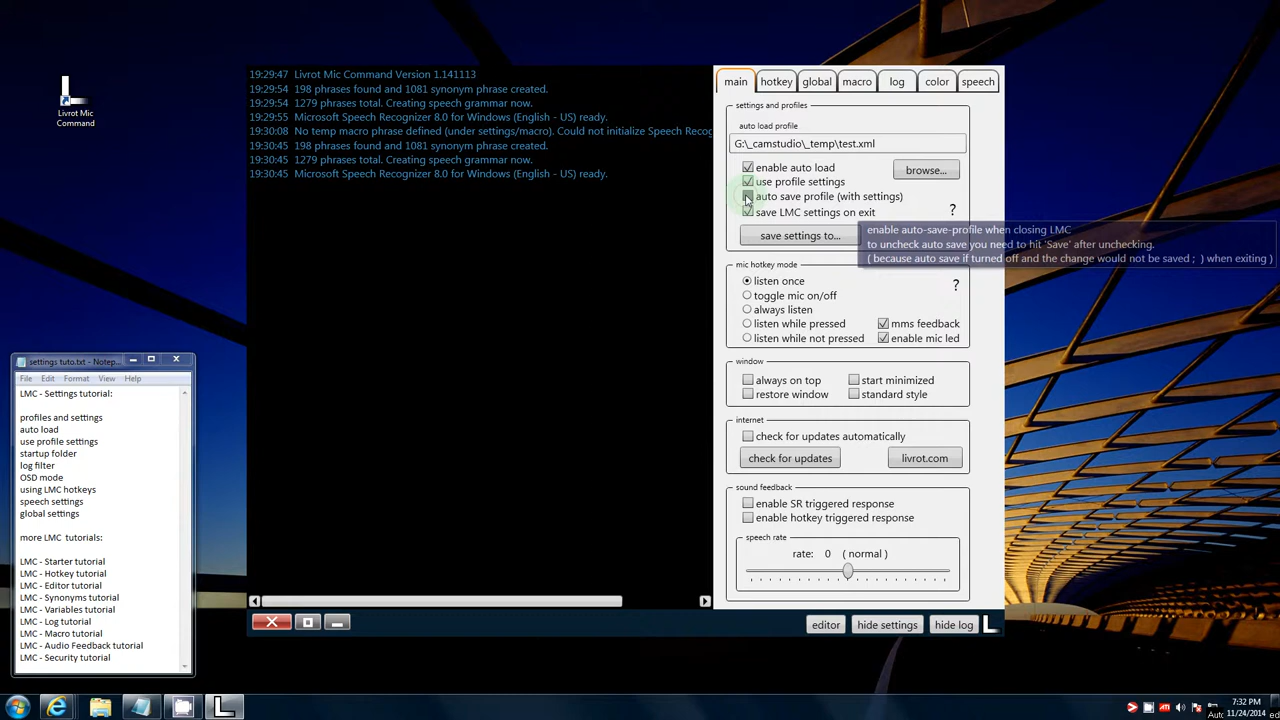 Livrot Mic
Command
19:29:47 Livrot Mic Command Version 1.141113
19:29:54 198 phrases found and 1081 synonym phrase created.
19:29:54 1279 phrases total. Creating speech grammar now.
19:29:55 Microsoft Speech Recognizer 8.0 for Windows (English - US) ready.
19:30:08 No temp macro phrase defined (under settings/macro). Could not initialize Speech Recog
19:30:45 198 phrases found and 1081 synonym phrase created.
19:30:45 1279 phrases total. Creating speech grammar now.
19:30:45 Microsoft Speech Recognizer 8.0 for Windows (English - US) ready.
main hotkey global macro log color speech
settings and profiles
auto load profile
G:\_camstudio\_temp\test.xml
enable auto load
browse...
use profile settings
auto save profile (with settings)
save LMC settings on exit ?
save settings to...
enable auto-save-profile when closing LMC
to uncheck auto save you need to hit 'Save' after unchecking.
( because auto save if turned off and the change would not be saved ; ) when exiting )
mic hotkey mode
listen once ?
toggle mic on/off
always listen
listen while pressed mms feedback
listen while not pressed enable mic led
window
always on top start minimized
restore window standard style
internet
check for updates automatically
check for updates livrot.com
sound feedback
enable SR triggered response
enable hotkey triggered response
speech rate
rate: 0 ( normal )
editor hide settings hide log L
settings tuto.txt - Notep...
File Edit Format View Help
LMC - Settings tutorial:
profiles and settings
auto load
use profile settings
startup folder
log filter
OSD mode
using LMC hotkeys
speech settings
global settings
more LMC tutorials:
LMC - Starter tutorial
LMC - Hotkey tutorial
LMC - Editor tutorial
LMC - Synonyms tutorial
LMC - Variables tutorial
LMC - Log tutorial
LMC - Macro tutorial
LMC - Audio Feedback tutorial
LMC - Security tutorial
7:32 PM
11/24/2014